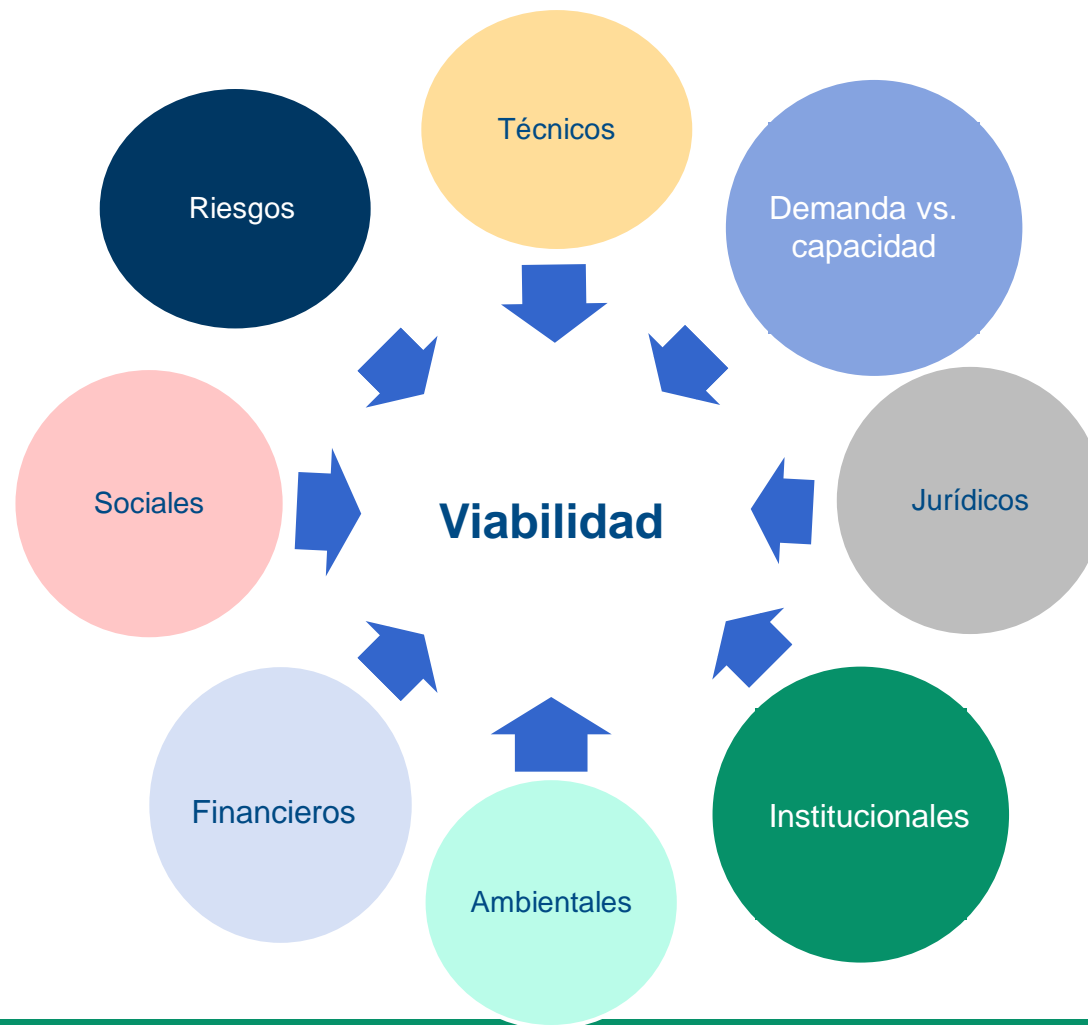 Técnicos
Riesgos
Demanda vs.
capacidad
Sociales
Viabilidad
Jurídicos
Financieros
Institucionales
Ambientales